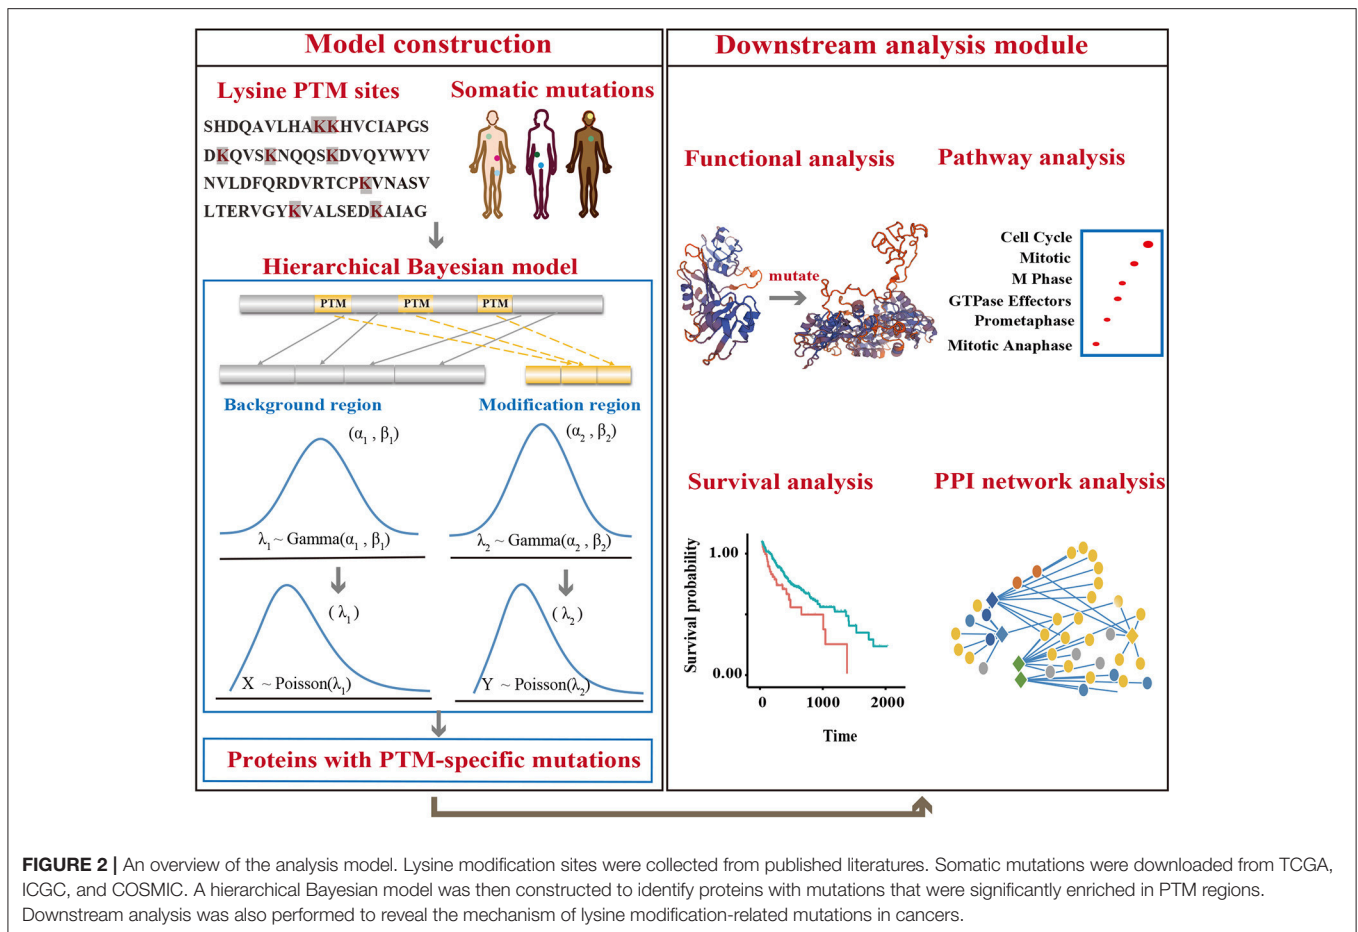 Model construction
Lysine PTM sites
SHDQAVLHAKKHVCIAPGS
DKQVSKNQQSKDVQYWYV
NVLDFQRDVRTCPKVNASV
LTERVGYKVALSEDKAIAG
Somatic mutations
Hierarchical Bayesian model
PTM PTM PTM
Background region
Modification region
(α1 , β1)
(α2 , β2)
λ1 ~ Gamma(α1 , β1)
λ2 ~ Gamma(α2 , β2)
( λ1 )
( λ2 )
X ~ Poisson(λ1)
Y ~ Poisson(λ2)
Proteins with PTM-specific mutations
Downstream analysis module
Functional analysis
mutate
Pathway analysis
Cell Cycle
Mitotic
M Phase
GTPase Effectors
Prometaphase
Mitotic Anaphase
Survival analysis
Survival probability
1.00
0.00
0 1000 2000
Time
PPI network analysis
FIGURE 2 | An overview of the analysis model. Lysine modification sites were collected from published literatures. Somatic mutations were downloaded from TCGA,
ICGC, and COSMIC. A hierarchical Bayesian model was then constructed to identify proteins with mutations that were significantly enriched in PTM regions.
Downstream analysis was also performed to reveal the mechanism of lysine modification-related mutations in cancers.